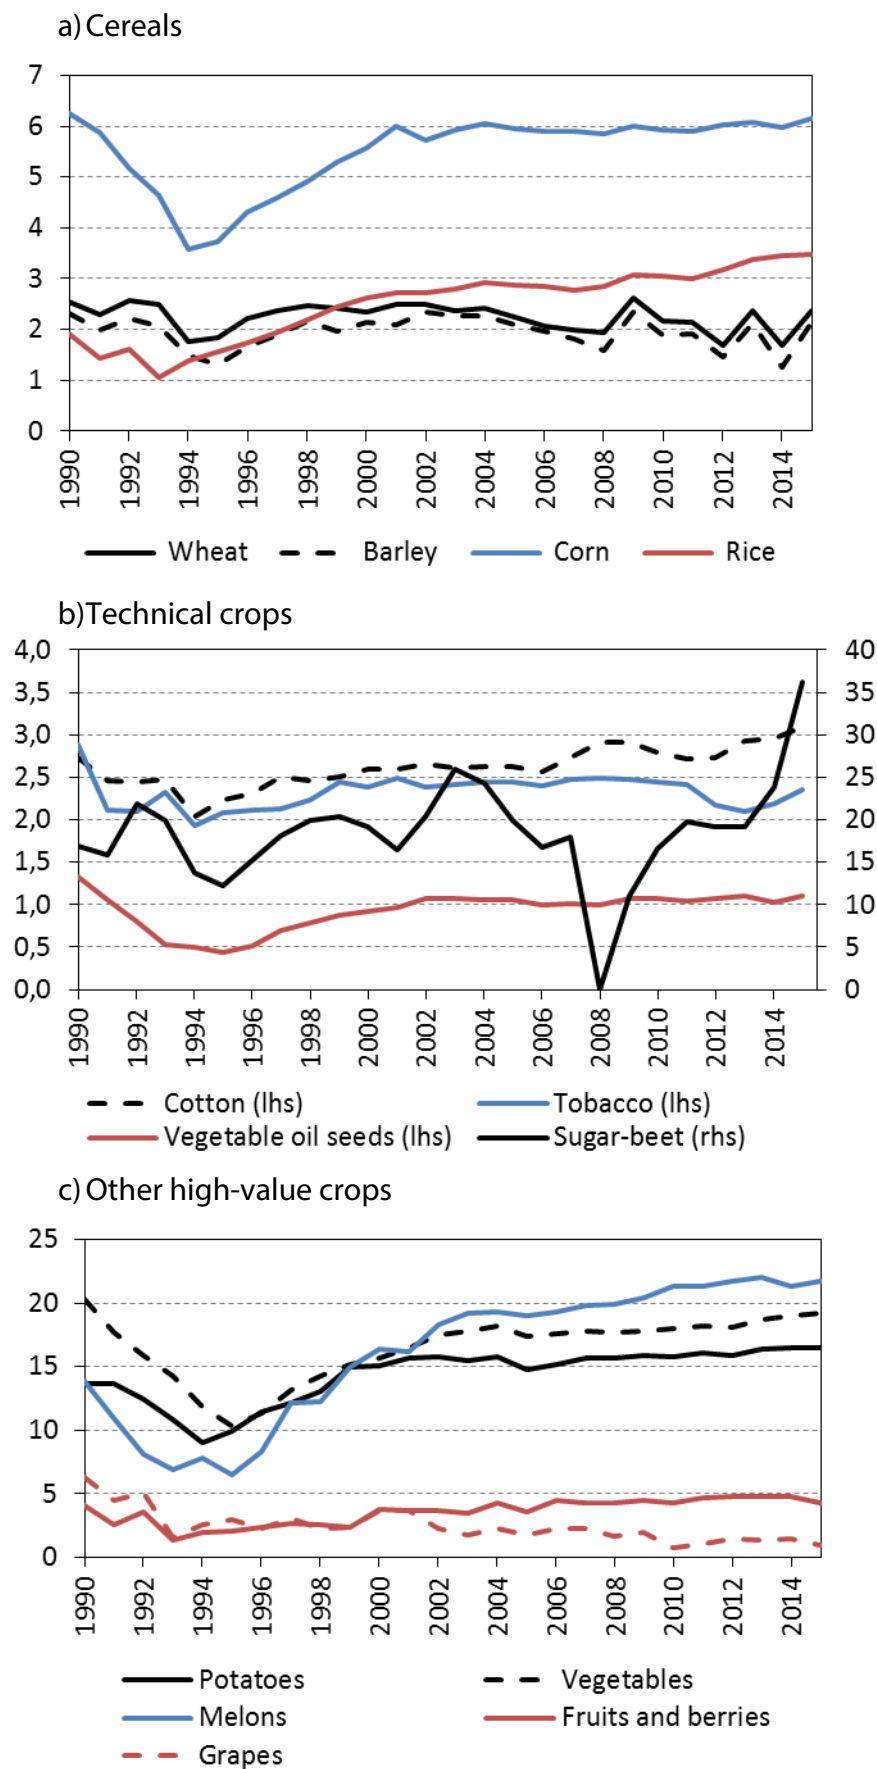 a) Cereals
7
6
5
4
3
2
1
0
1990 1992 1994 1996 1998 2000 2002 2004 2006 2008 2010 2012 2014
Wheat Barley Corn Rice
b)Technical crops
4,0 40
3,5 35
3,0 30
2,5 25
2,0 20
1,5 15
1,0 10
0,5 5
0,0 0
1990 1992 1994 1996 1998 2000 2002 2004 2006 2008 2010 2012 2014
Cotton (lhs) Tobacco (lhs)
Vegetable oil seeds (lhs) Sugar-beet (rhs)
c) Other high-value crops
25
20
15
10
5
0
1990 1992 1994 1996 1998 2000 2002 2004 2006 2008 2010 2012 2014
Potatoes Vegetables
Melons Fruits and berries
Grapes